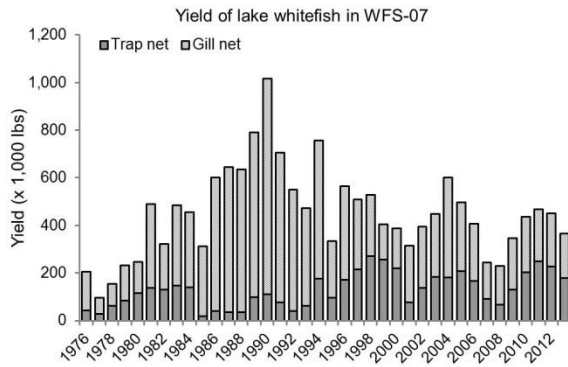 Yield of lake whitefish in WFS-07
Trap net Gill net
Yield (x 1,000 lbs)
1,200
1,000
800
600
400
200
0
1976 1978 1980 1982 1984 1986 1988 1990 1992 1994 1996 1998 2000 2002 2004 2006 2008 2010 2012